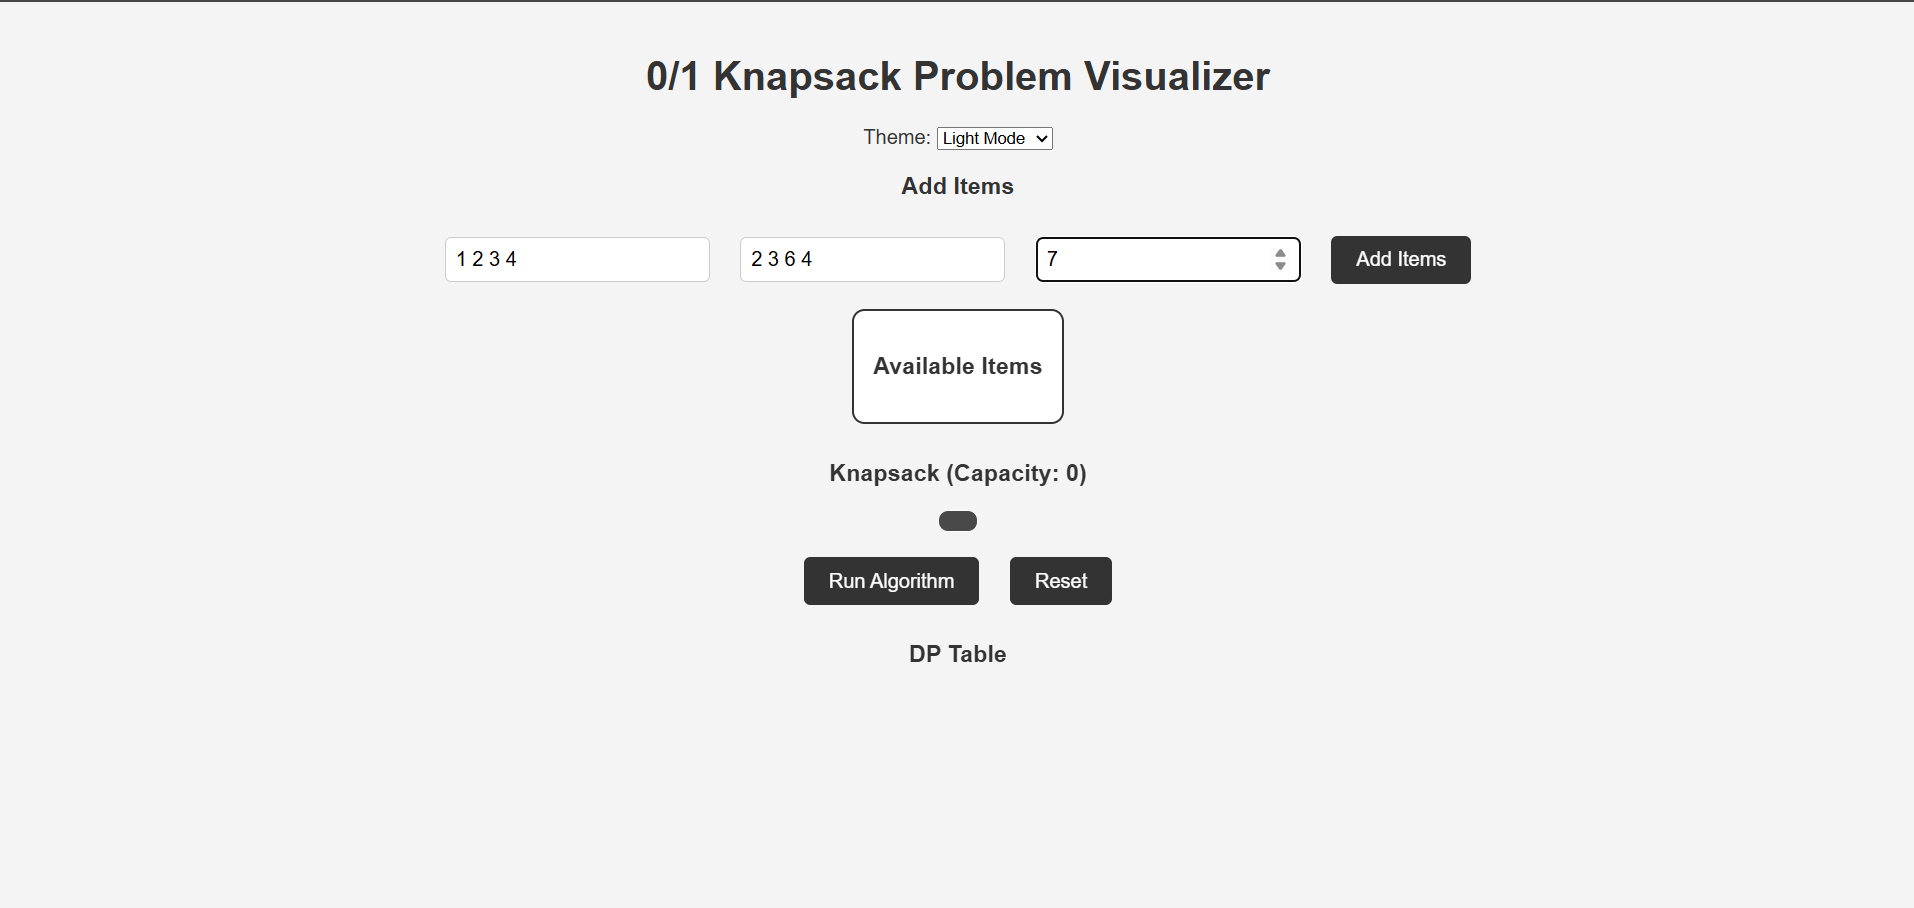 0/1 Knapsack Problem Visualizer
Theme: Light Mode
Add Items
1 2 3 4 2 3 6 4 7 Add Items
Available Items
Knapsack (Capacity: 0)
Run Algorithm Reset
DP Table